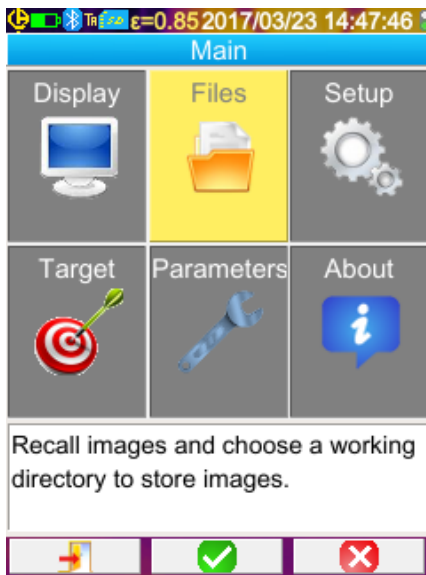 TR ε=0.85 2017/03/23 14:47:46
Main
Display Files Setup
Target Parameters About
Recall images and choose a working
directory to store images.